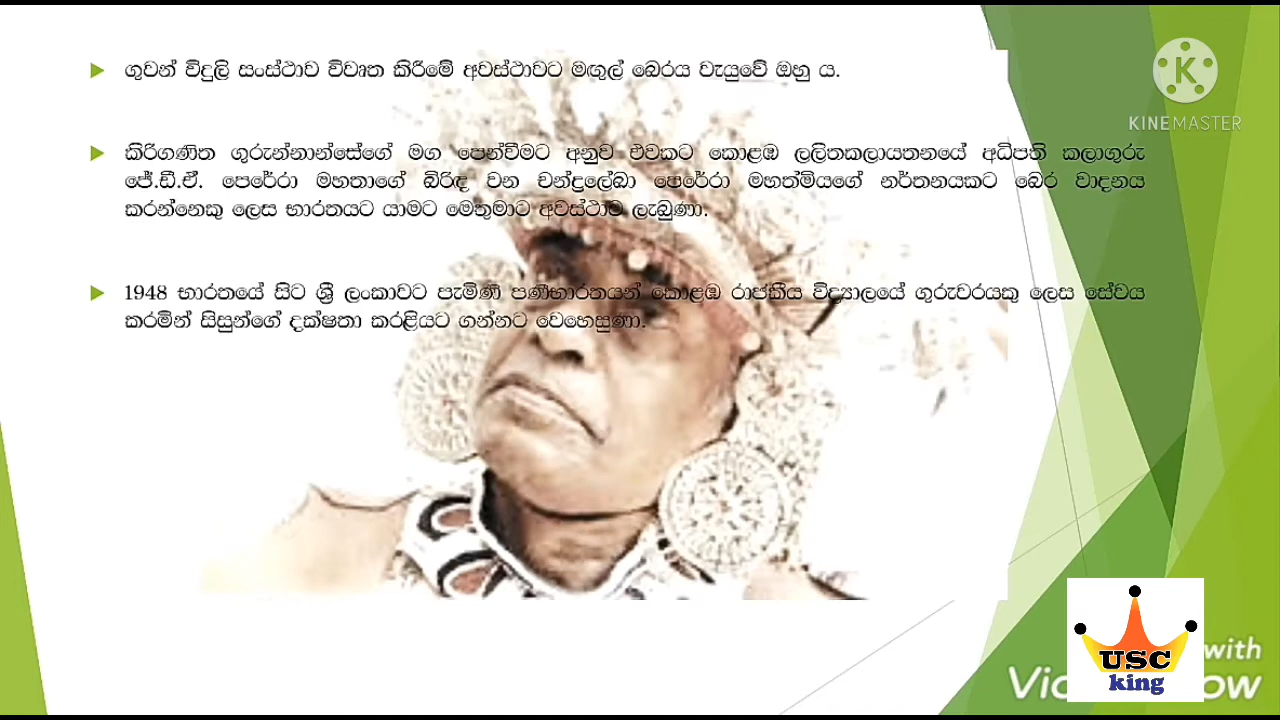 ගුවන් විදුලි සංස්ථාව විවෘත කිරීමේ අවස්ථාවට මඟුල් බෙරය වැයුවේ ඔහු ය.
කිරිගණිත ගුරුන්නාන්සේගේ මග පෙන්වීමට අනුව එවකට කොළඹ ලලිතකලායතනයේ අධිපති කලාගුරු
ජේ.ඩී.ඒ. පෙරේරා මහතාගේ බිරිඳ වන චන්ද්‍රලේඛා පෙරේරා මහත්මියගේ නර්තනයකට බෙර වාදනය
කරන්නෙකු ලෙස භාරතයට යාමට මෙතුමාට අවස්ථාව ලැබුණා.
1948 භාරතයේ සිට ශ්‍රී ලංකාවට පැමිණි පණීභාරතයන් කොළඹ රාජකීය විද්‍යාලයේ ගුරුවරයකු ලෙස සේවය
කරමින් සිසුන්ගේ දක්ෂතා කරළියට ගන්නට වෙහෙසුණා.
KINEMASTER
with
USC
king